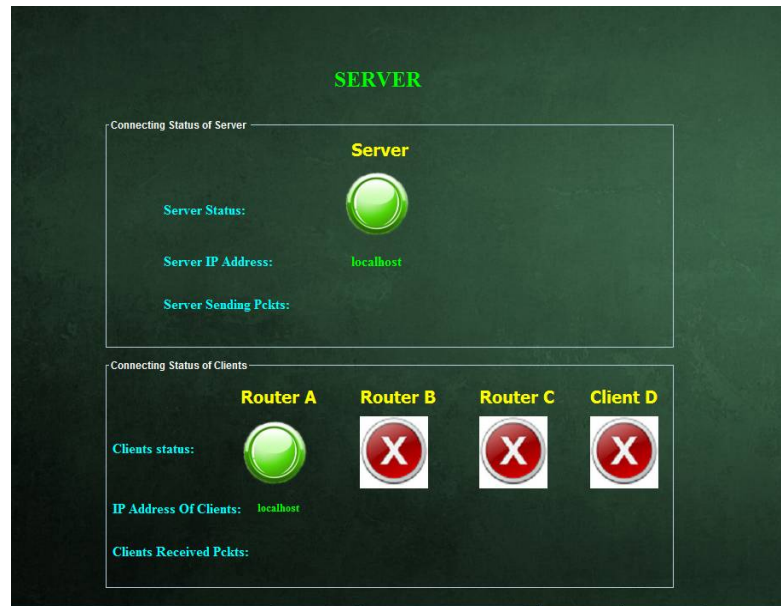 SERVER
Connecting Status of Server
Server
Server Status:
Server IP Address: localhost
Server Sending Pckts:
Connecting Status of Clients
Router A Router B Router C Client D
Clients status: X X X
IP Address Of Clients: localhost
Clients Received Pckts: